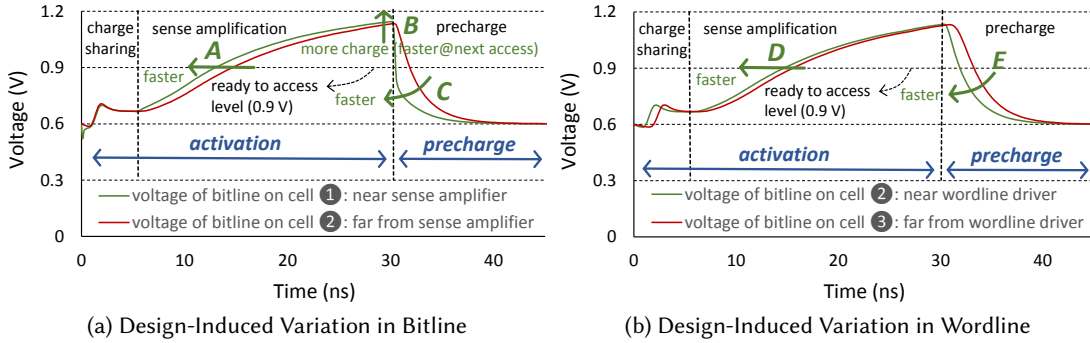 1.2
0.9
0.6
0.3
0
Voltage (V)
charge
sharing
sense amplification
precharge
A
B
more charge (faster@next access)
faster
ready to access
level (0.9 V)
faster
C
activation
precharge
voltage of bitline on cell ❶: near sense amplifier
voltage of bitline on cell ❷: far from sense amplifier
0 10 20 30 40
Time (ns)
(a) Design-Induced Variation in Bitline
1.2
0.9
0.6
0.3
0
Voltage (V)
charge
sharing
sense amplification
precharge
D
E
faster
ready to access
level (0.9 V)
faster
activation
precharge
voltage of bitline on cell ❷: near wordline driver
voltage of bitline on cell ❸: far from wordline driver
0 10 20 30 40
Time (ns)
(b) Design-Induced Variation in Wordline